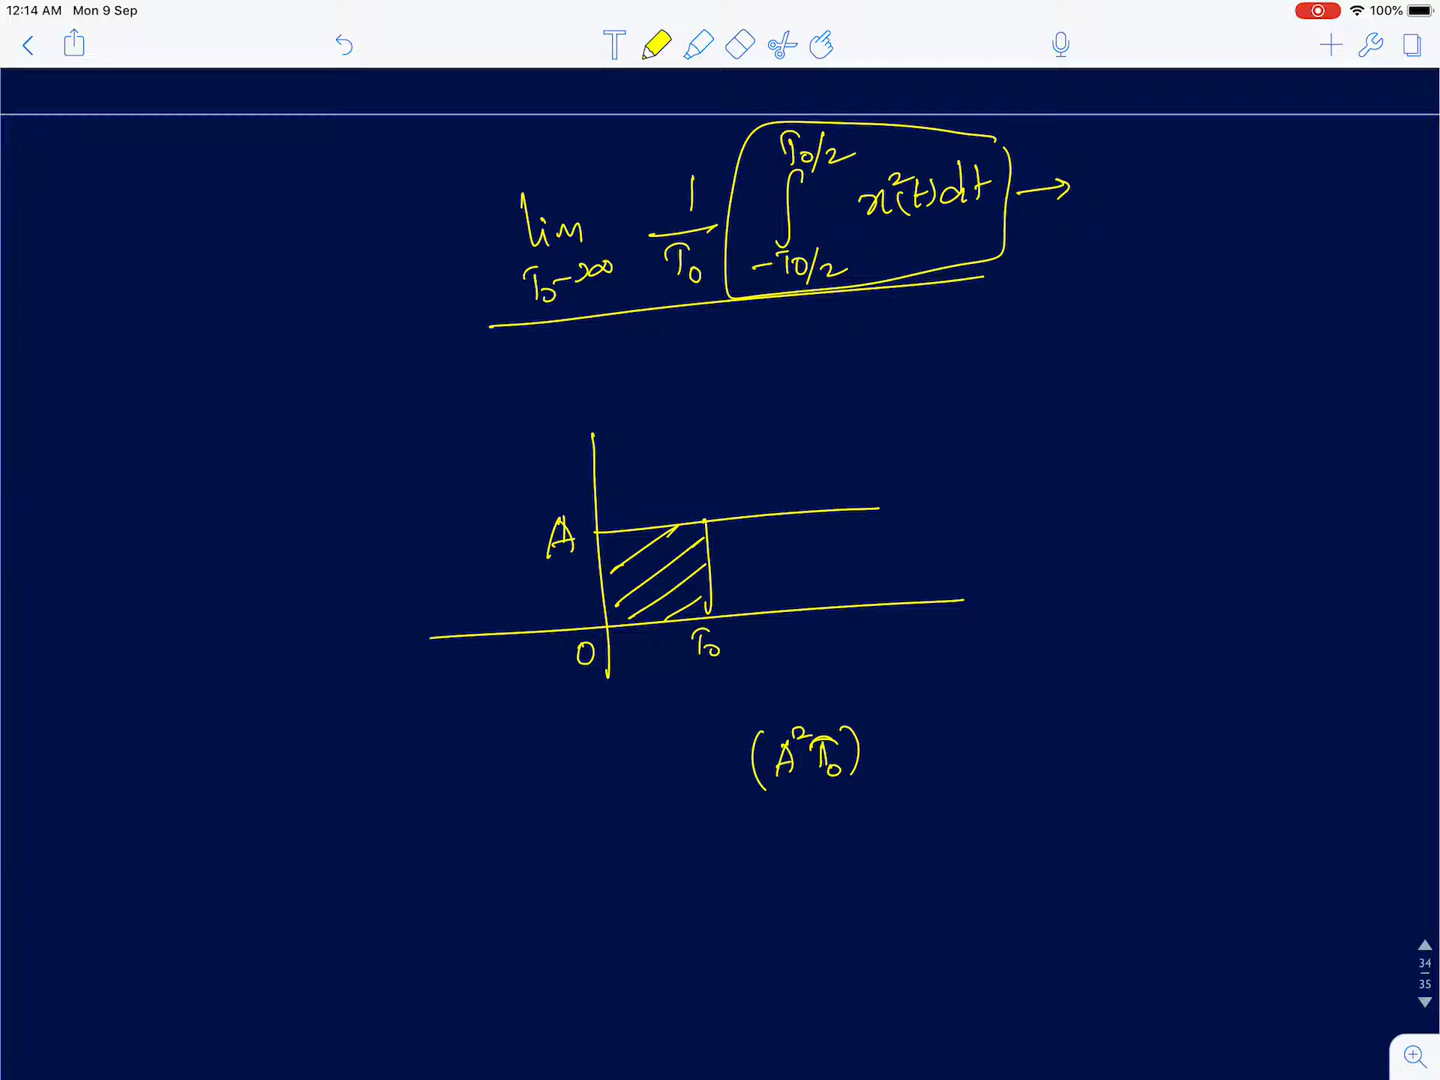 12:14 AM Mon 9 Sep 100%
T
lim T₀→∞ 1/T₀ ∫_{-T₀/2}^{T₀/2} x²(t)dt →
A
0 T₀
(A²T₀)
34
35